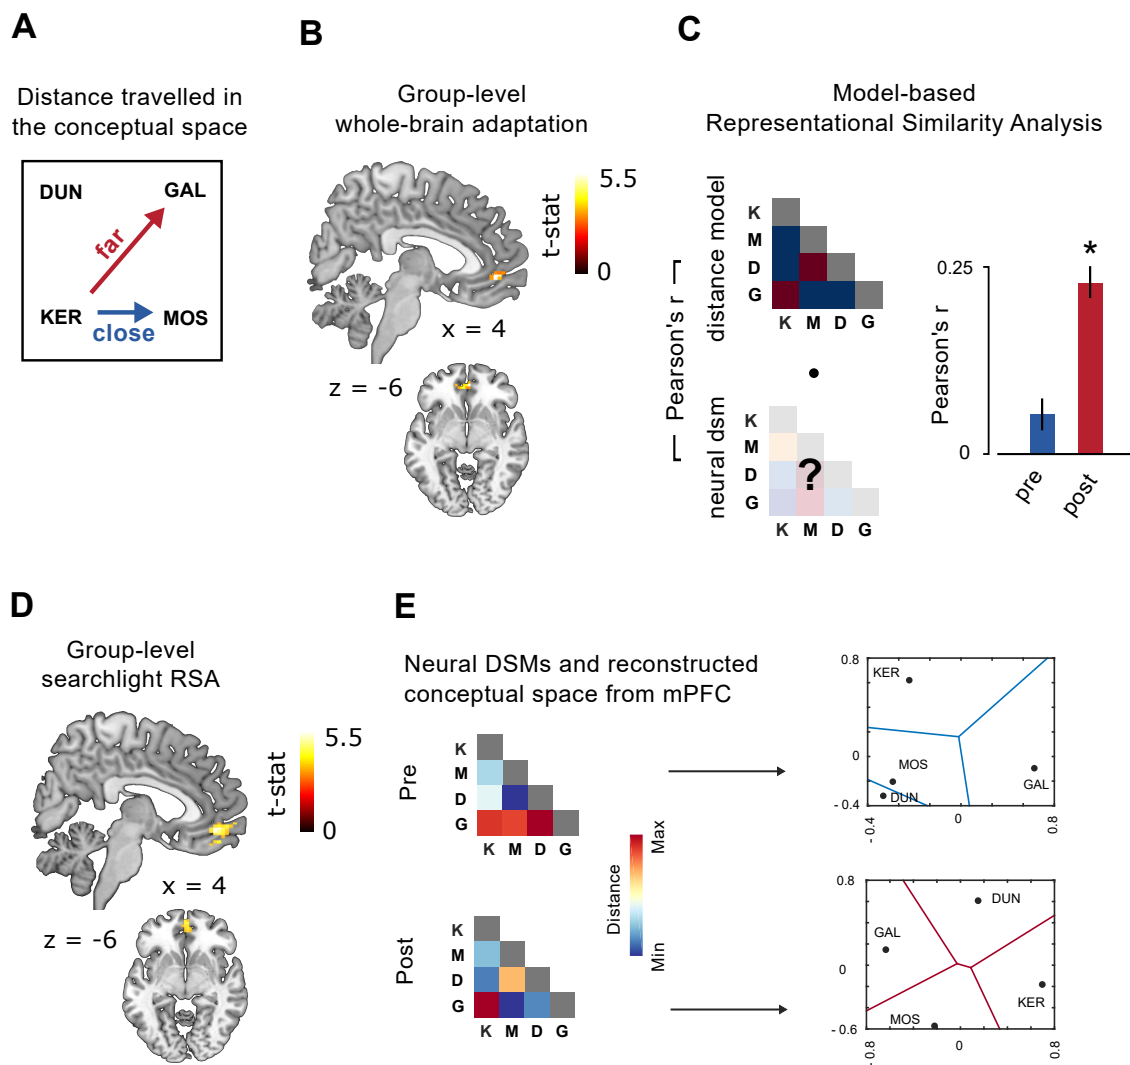 A
Distance travelled in
the conceptual space
DUN
GAL
far
KER
close
MOS
B
Group-level
whole-brain adaptation
t-stat
5.5
0
x = 4
z = -6
C
Model-based
Representational Similarity Analysis
Pearson's r
distance model
K
M
D
G
K M D G
neural dsm
K
M
D
G
?
K M D G
Pearson's r
0.25
0
*
pre
post
D
Group-level
searchlight RSA
t-stat
5.5
0
x = 4
z = -6
E
Neural DSMs and reconstructed
conceptual space from mPFC
Pre
K
M
D
G
K M D G
Post
K
M
D
G
K M D G
Distance
Max
Min
0.8
0
- 0.4
KER
MOS
DUN
GAL
- 0.4
0
0.8
0.8
0
- 0.6
DUN
GAL
KER
MOS
- 0.8
0
0.8